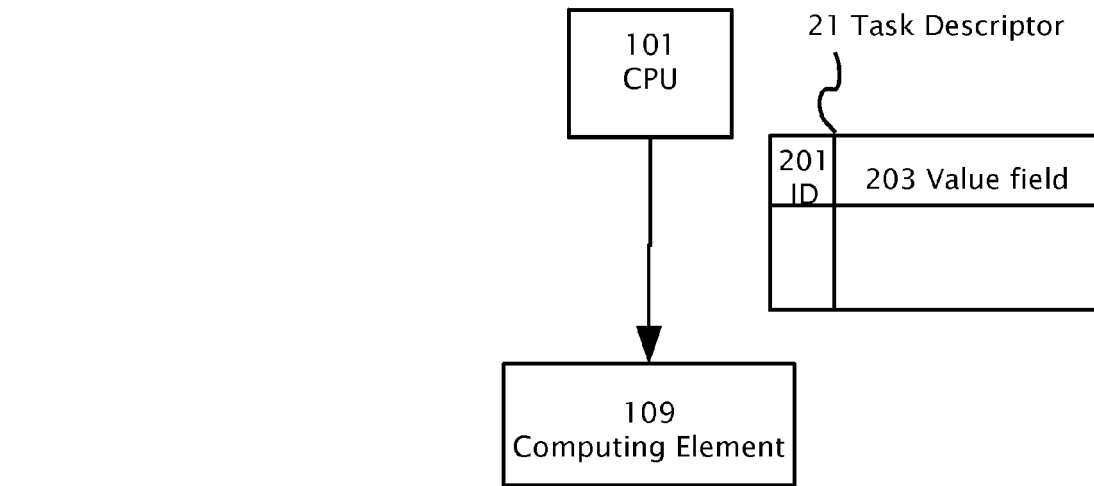 101
CPU
21 Task Descriptor
201
ID
203 Value field
109
Computing Element